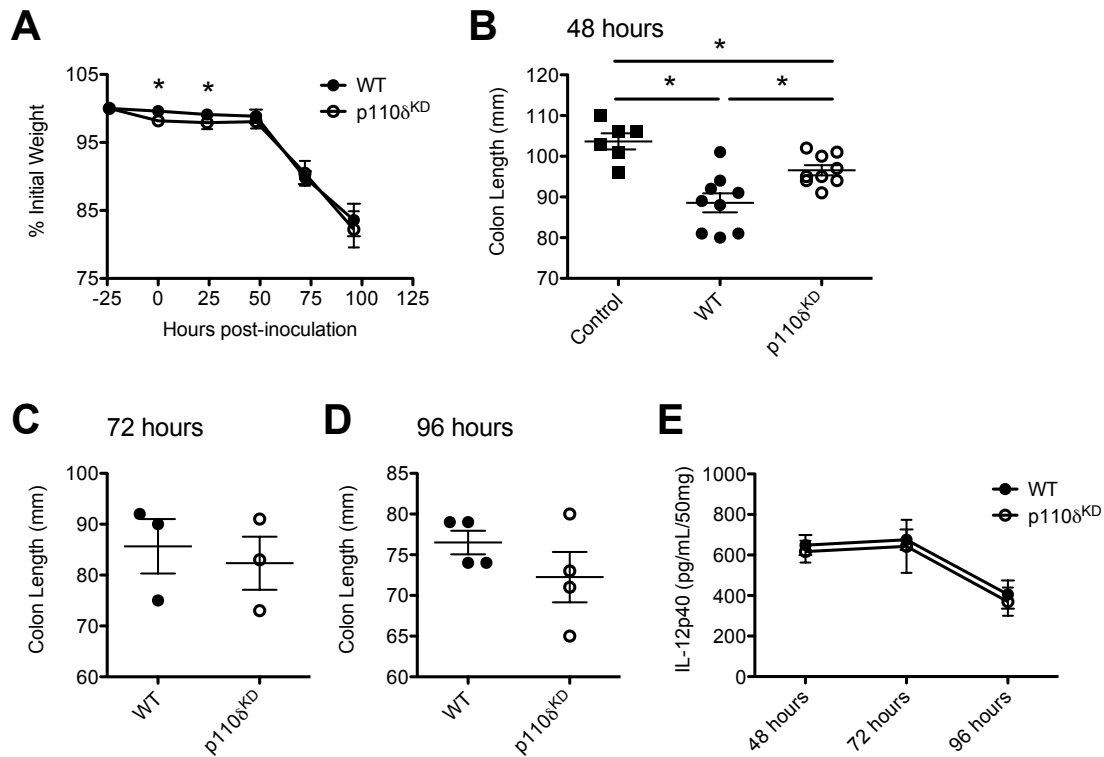 A
*
*
WT
p110δKD
105
95
85
75
-25
0
25
50
75
100
125
% Initial Weight
Hours post-inoculation
B
48 hours
*
*
*
120
110
100
90
80
70
Colon Length (mm)
Control
WT
p110δKD
C
72 hours
100
90
80
70
60
Colon Length (mm)
WT
p110δKD
D
96 hours
85
80
75
70
65
60
Colon Length (mm)
WT
p110δKD
E
WT
p110δKD
1000
800
600
400
200
0
IL-12p40 (pg/mL/50mg)
48 hours
72 hours
96 hours